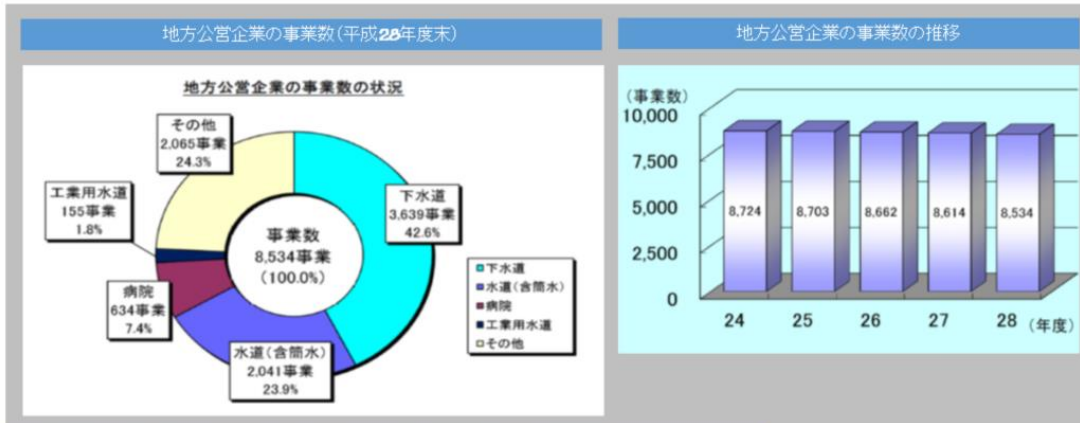 地方公営企業の事業数(平成28年度末)
地方公営企業の事業数の状況
その他
2,065事業
24.3%
工業用水道
155事業
1.8%
病院
634事業
7.4%
水道(含簡水)
2,041事業
23.9%
下水道
3,639事業
42.6%
事業数
8,534事業
(100.0%)
下水道
水道(含簡水)
病院
工業用水道
その他
地方公営企業の事業数の推移
(事業数)
10,000
7,500
5,000
2,500
0
8,724
8,703
8,662
8,614
8,534
24
25
26
27
28
(年度)